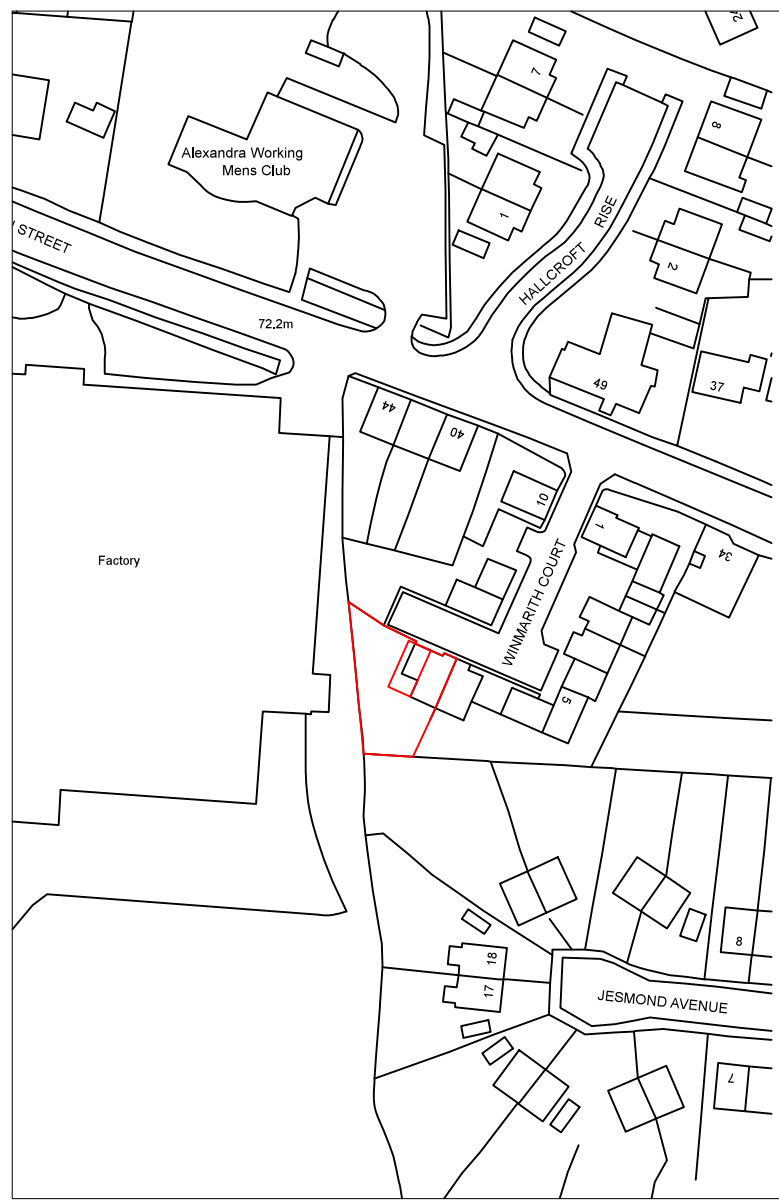 7
8
Alexandra Working
Mens Club
1
RISE
STREET
HALLCROFT
2
72.2m
49
37
44
40
10
1
34
Factory
WINMARITH COURT
5
18
17
8
JESMOND AVENUE
7